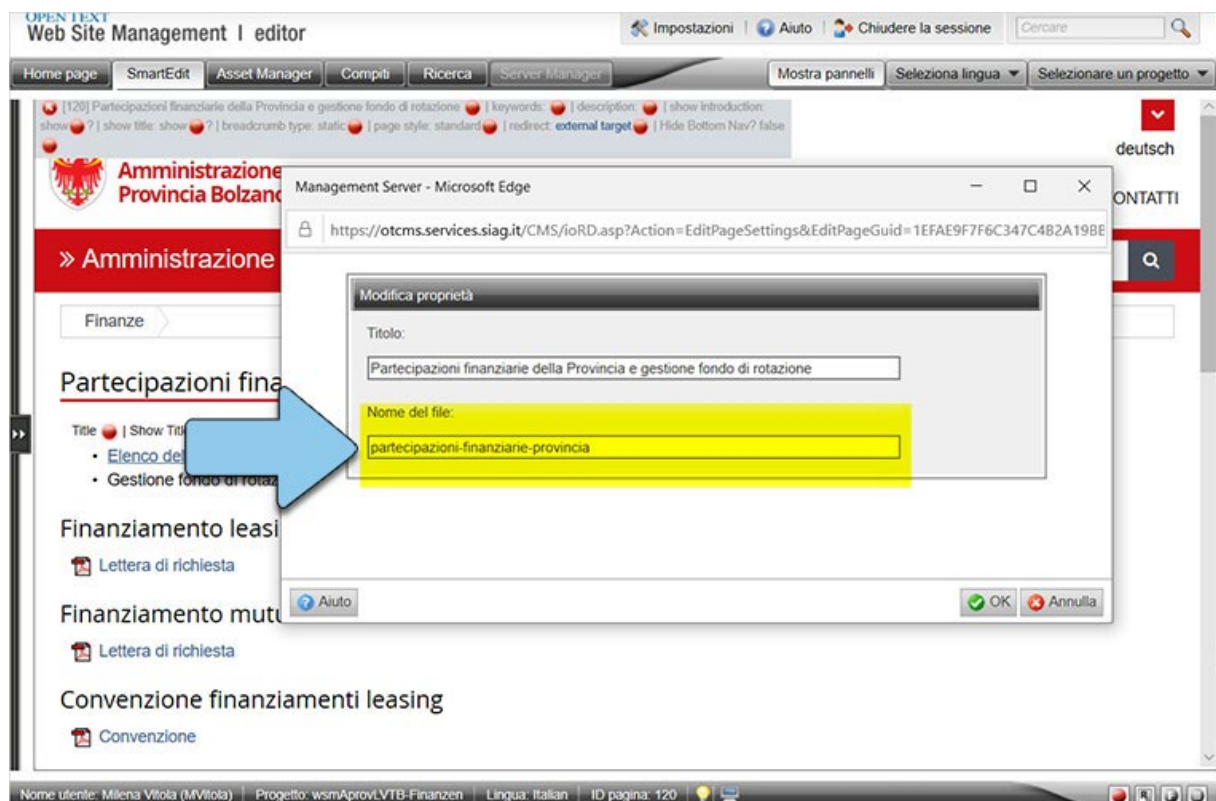 OPEN TEXT
Web Site Management | editor
Impostazioni | Aiuto | Chiudere la sessione
Cercare
Home page SmartEdit Asset Manager Compiti Ricerca Server Manager
Mostra pannelli Seleziona lingua Selezionare un progetto
[120] Partecipazioni finanziarie della Provincia e gestione fondo di rotazione | keywords: | description: | show introduction:
show ? | show title: show ? | breadcrumb type: static | page style: standard | redirect: external target | Hide Bottom Nav? false
deutsch
Amministrazione
Provincia Bolzano
ONTATTI
» Amministrazione
Finanze
Partecipazioni fina
Title | Show Titl
Elenco del
Gestione fondo di rotaz
Finanziamento leasi
Lettera di richiesta
Finanziamento mutu
Lettera di richiesta
Convenzione finanziamenti leasing
Convenzione
Management Server - Microsoft Edge
https://otcms.services.siag.it/CMS/ioRD.asp?Action=EditPageSettings&EditPageGuid=1EFAE9F7F6C347C4B2A19BB
Modifica proprietà
Titolo:
Partecipazioni finanziarie della Provincia e gestione fondo di rotazione
Nome del file:
partecipazioni-finanziarie-provincia
Aiuto
OK Annulla
Nome utente: Milena Vitola (MVitola) Progetto: wsmAprovLVTB-Finanzen Lingua: Italian ID pagina: 120
R